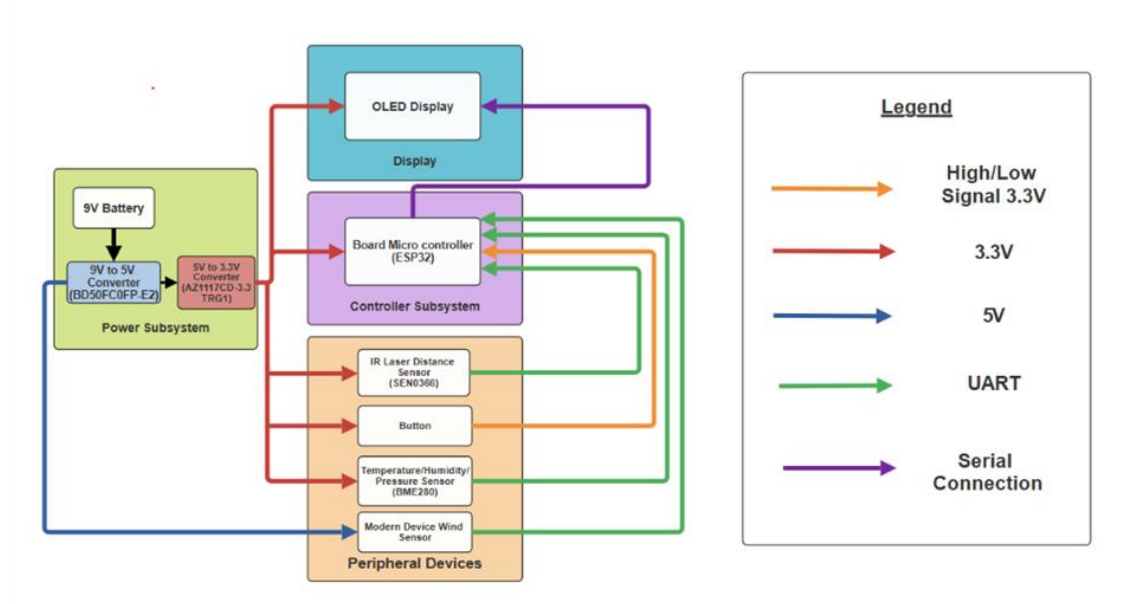 OLED Display
Display
9V Battery
9V to 5V
Converter
(BD50FC0FP-E2)
5V to 3.3V
Converter
(AZ1117CD-3.3
TRG1)
Power Subsystem
Board Micro controller
(ESP32)
Controller Subsystem
IR Laser Distance
Sensor
(SEN0366)
Button
Temperature/Humidity/
Pressure Sensor
(BME280)
Modern Device Wind
Sensor
Peripheral Devices
Legend
High/Low
Signal 3.3V
3.3V
5V
UART
Serial
Connection